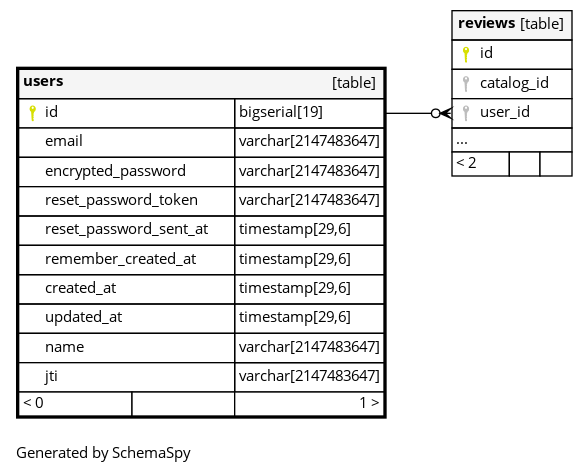 reviews [table]
id
catalog_id
user_id
...
< 2
users [table]
id bigserial[19]
email varchar[2147483647]
encrypted_password varchar[2147483647]
reset_password_token varchar[2147483647]
reset_password_sent_at timestamp[29,6]
remember_created_at timestamp[29,6]
created_at timestamp[29,6]
updated_at timestamp[29,6]
name varchar[2147483647]
jti varchar[2147483647]
< 0 1 >
Generated by SchemaSpy